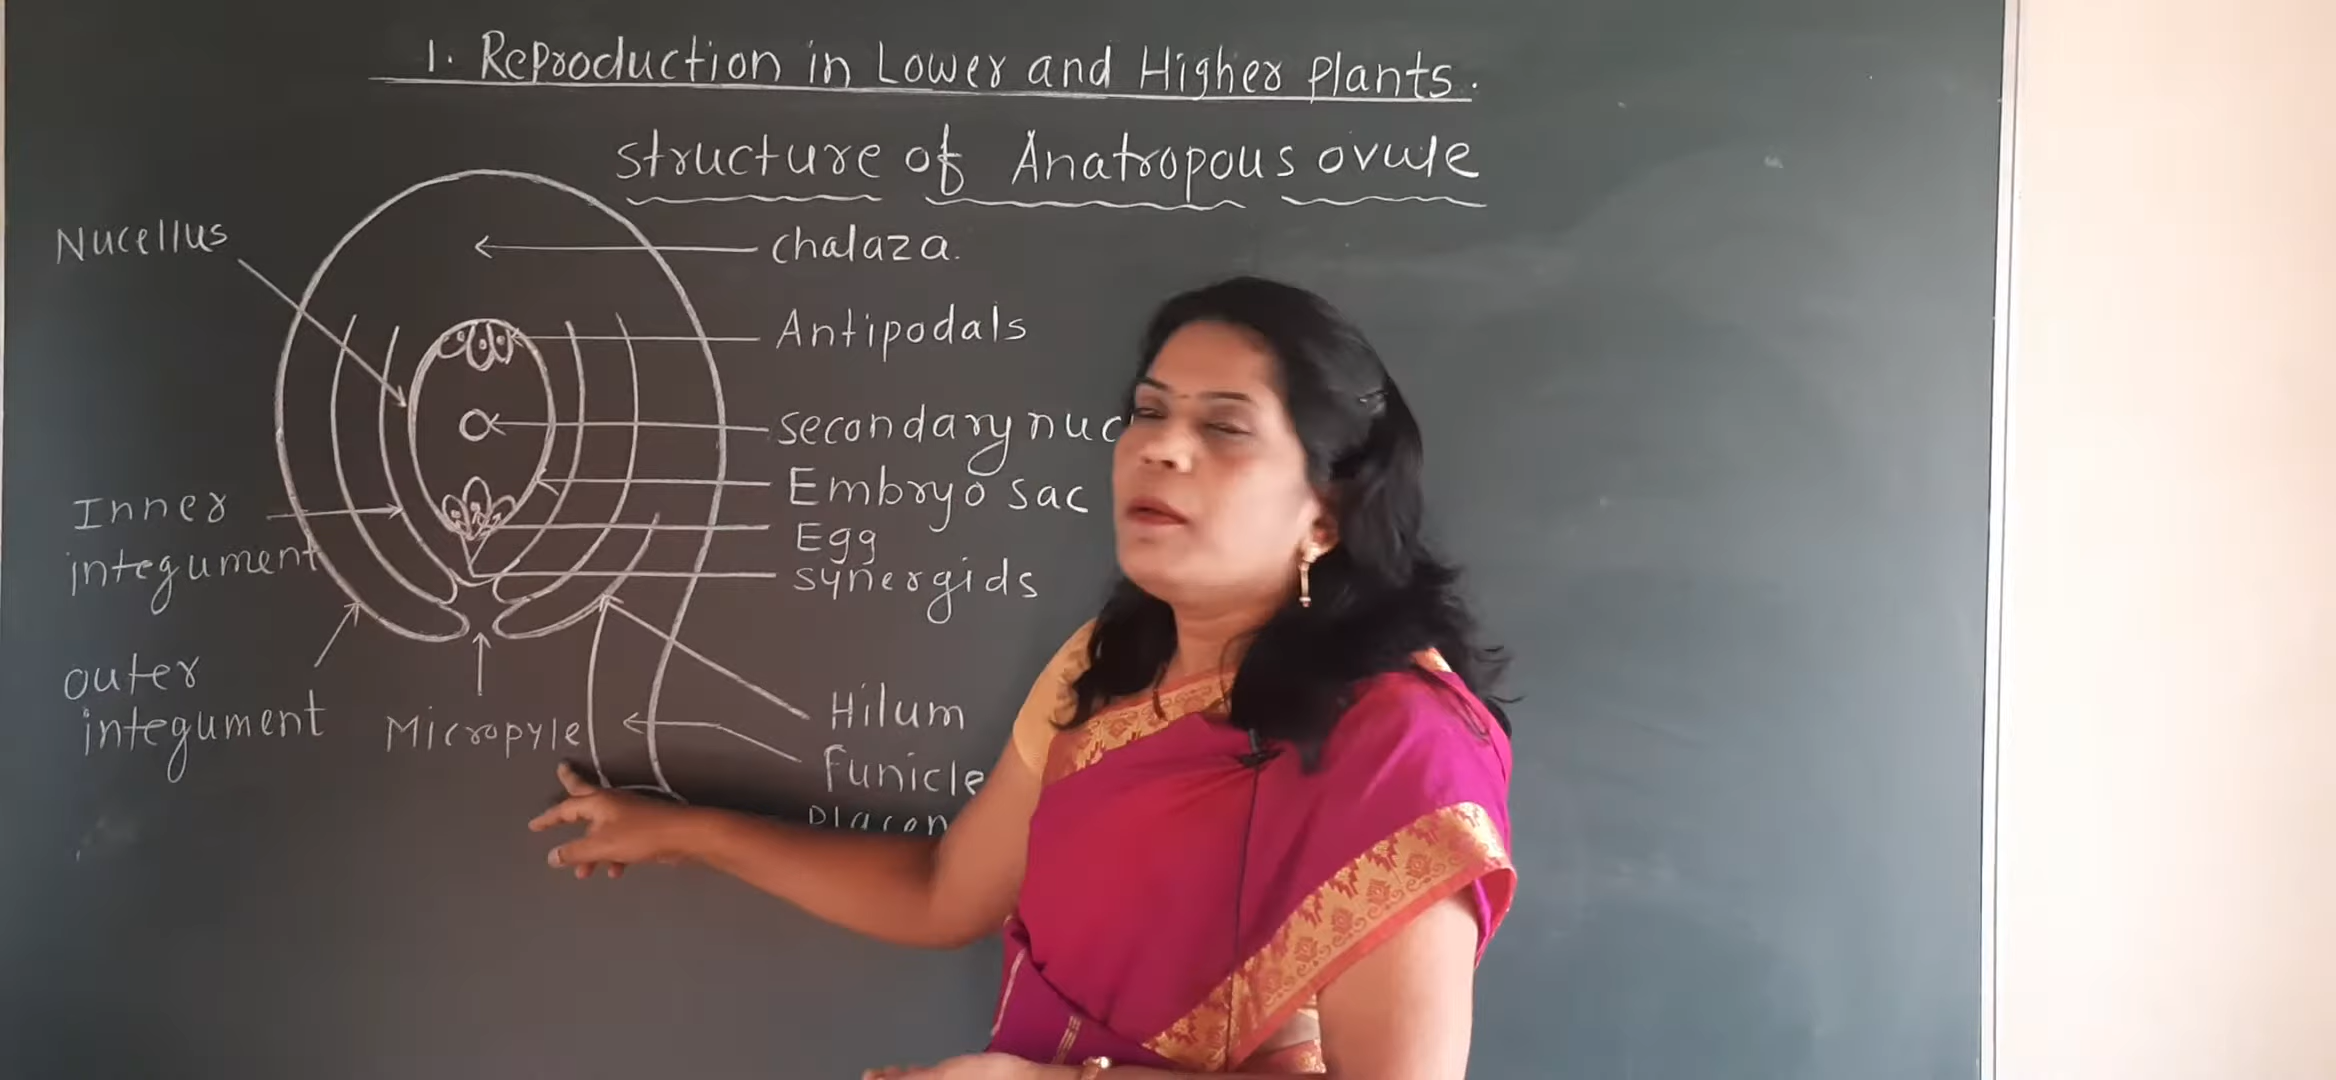 1. Reproduction in Lower and Higher Plants.
Structure of Anatropous ovule
Nucellus
chalaza.
Antipodals
secondary nuc
Embryo sac
Inner
integument
Egg
synergids
outer
integument
Micropyle
Hilum
Funicle
Placen